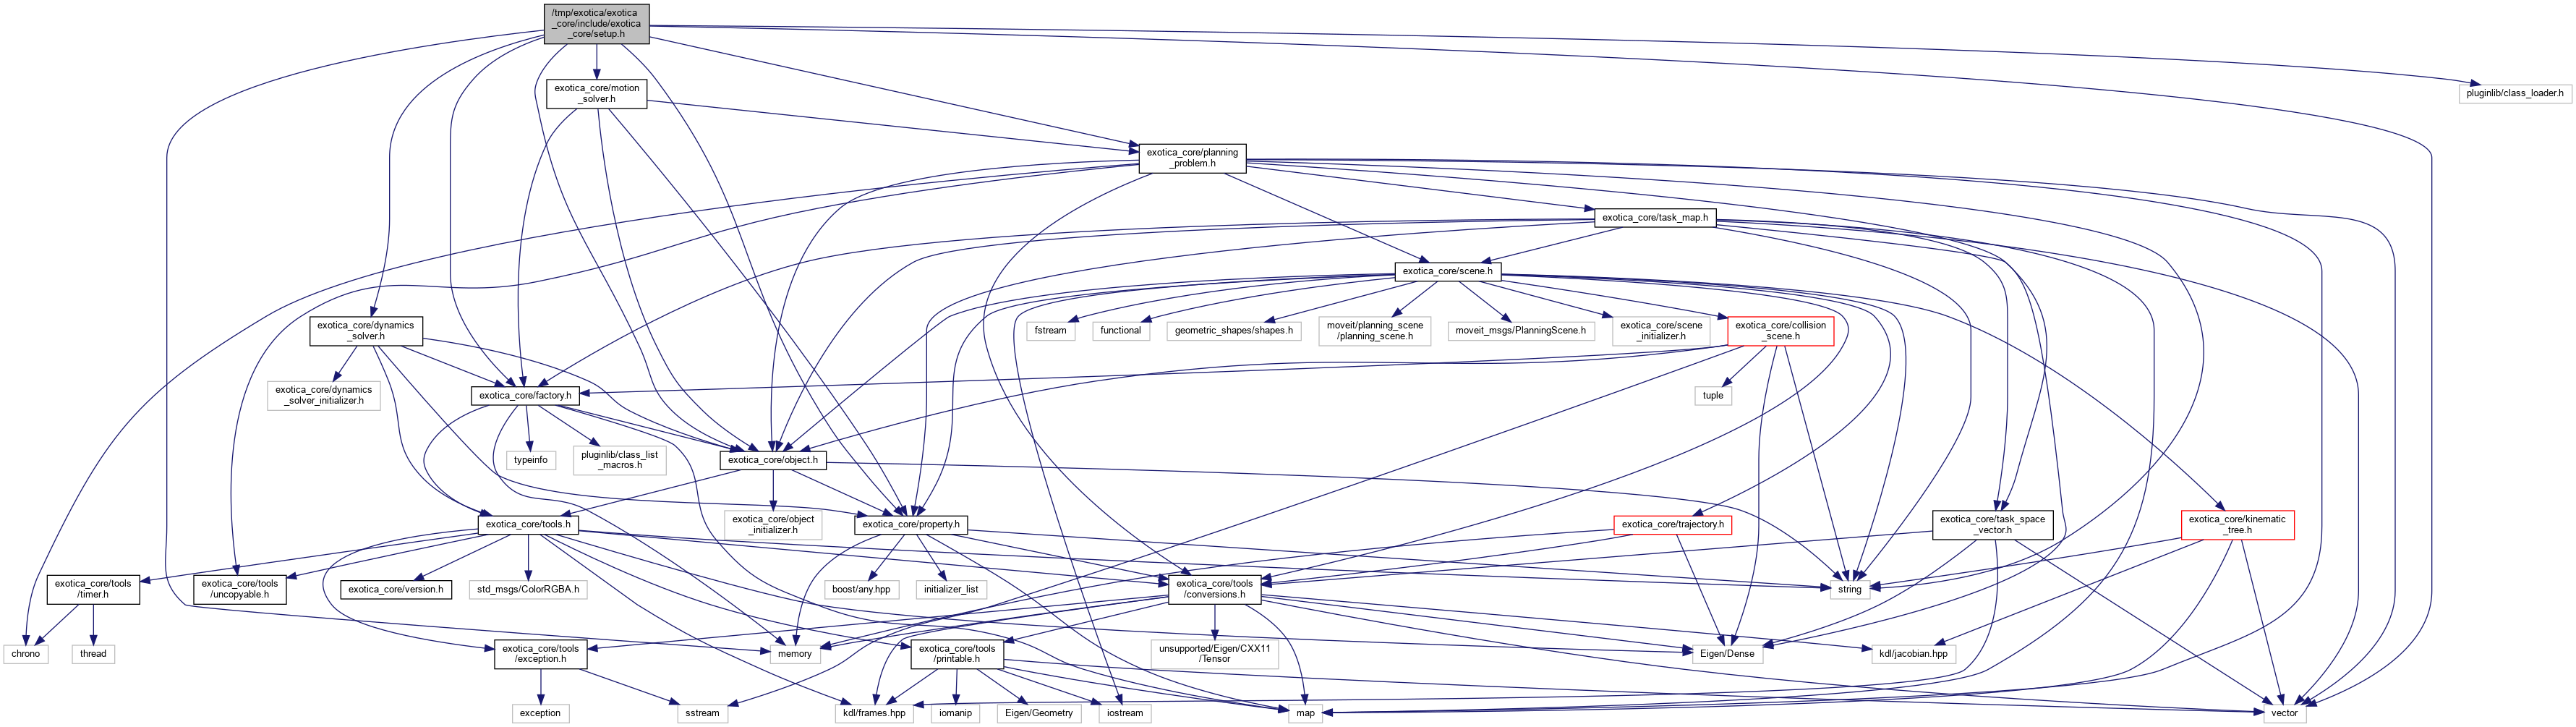 /tmp/exotica/exotica
_core/include/exotica
_core/setup.h
exotica_core/motion
_solver.h
pluginlib/class_loader.h
exotica_core/planning
_problem.h
exotica_core/task_map.h
exotica_core/scene.h
exotica_core/dynamics
_solver.h
fstream
functional
geometric_shapes/shapes.h
moveit/planning_scene
/planning_scene.h
moveit_msgs/PlanningScene.h
exotica_core/scene
_initializer.h
exotica_core/collision
_scene.h
exotica_core/dynamics
_solver_initializer.h
exotica_core/factory.h
tuple
typeinfo
pluginlib/class_list
_macros.h
exotica_core/object.h
exotica_core/tools.h
exotica_core/object
_initializer.h
exotica_core/property.h
exotica_core/trajectory.h
exotica_core/task_space
_vector.h
exotica_core/kinematic
_tree.h
exotica_core/tools
/timer.h
exotica_core/tools
/uncopyable.h
exotica_core/version.h
std_msgs/ColorRGBA.h
boost/any.hpp
initializer_list
exotica_core/tools
/conversions.h
string
chrono
thread
exotica_core/tools
/exception.h
memory
exotica_core/tools
/printable.h
unsupported/Eigen/CXX11
/Tensor
Eigen/Dense
kdl/jacobian.hpp
exception
sstream
kdl/frames.hpp
iomanip
Eigen/Geometry
iostream
map
vector